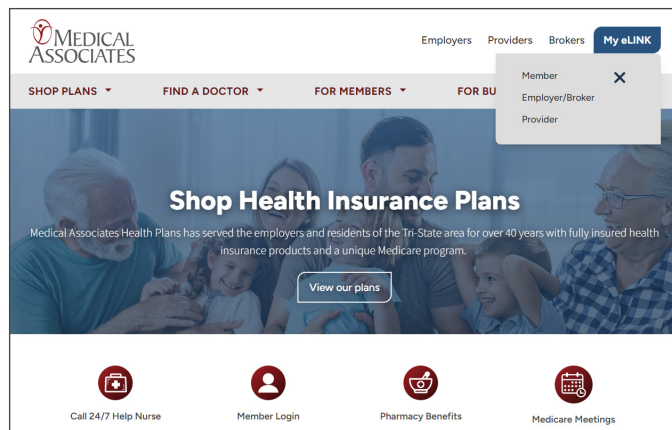 MEDICAL
ASSOCIATES
Employers Providers Brokers My eLINK
Member
Employer/Broker
Provider
SHOP PLANS FIND A DOCTOR FOR MEMBERS FOR BU
Shop Health Insurance Plans
Medical Associates Health Plans has served the employers and residents of the Tri-State area for over 40 years with fully insured health
insurance products and a unique Medicare program.
View our plans
Call 24/7 Help Nurse Member Login Pharmacy Benefits Medicare Meetings